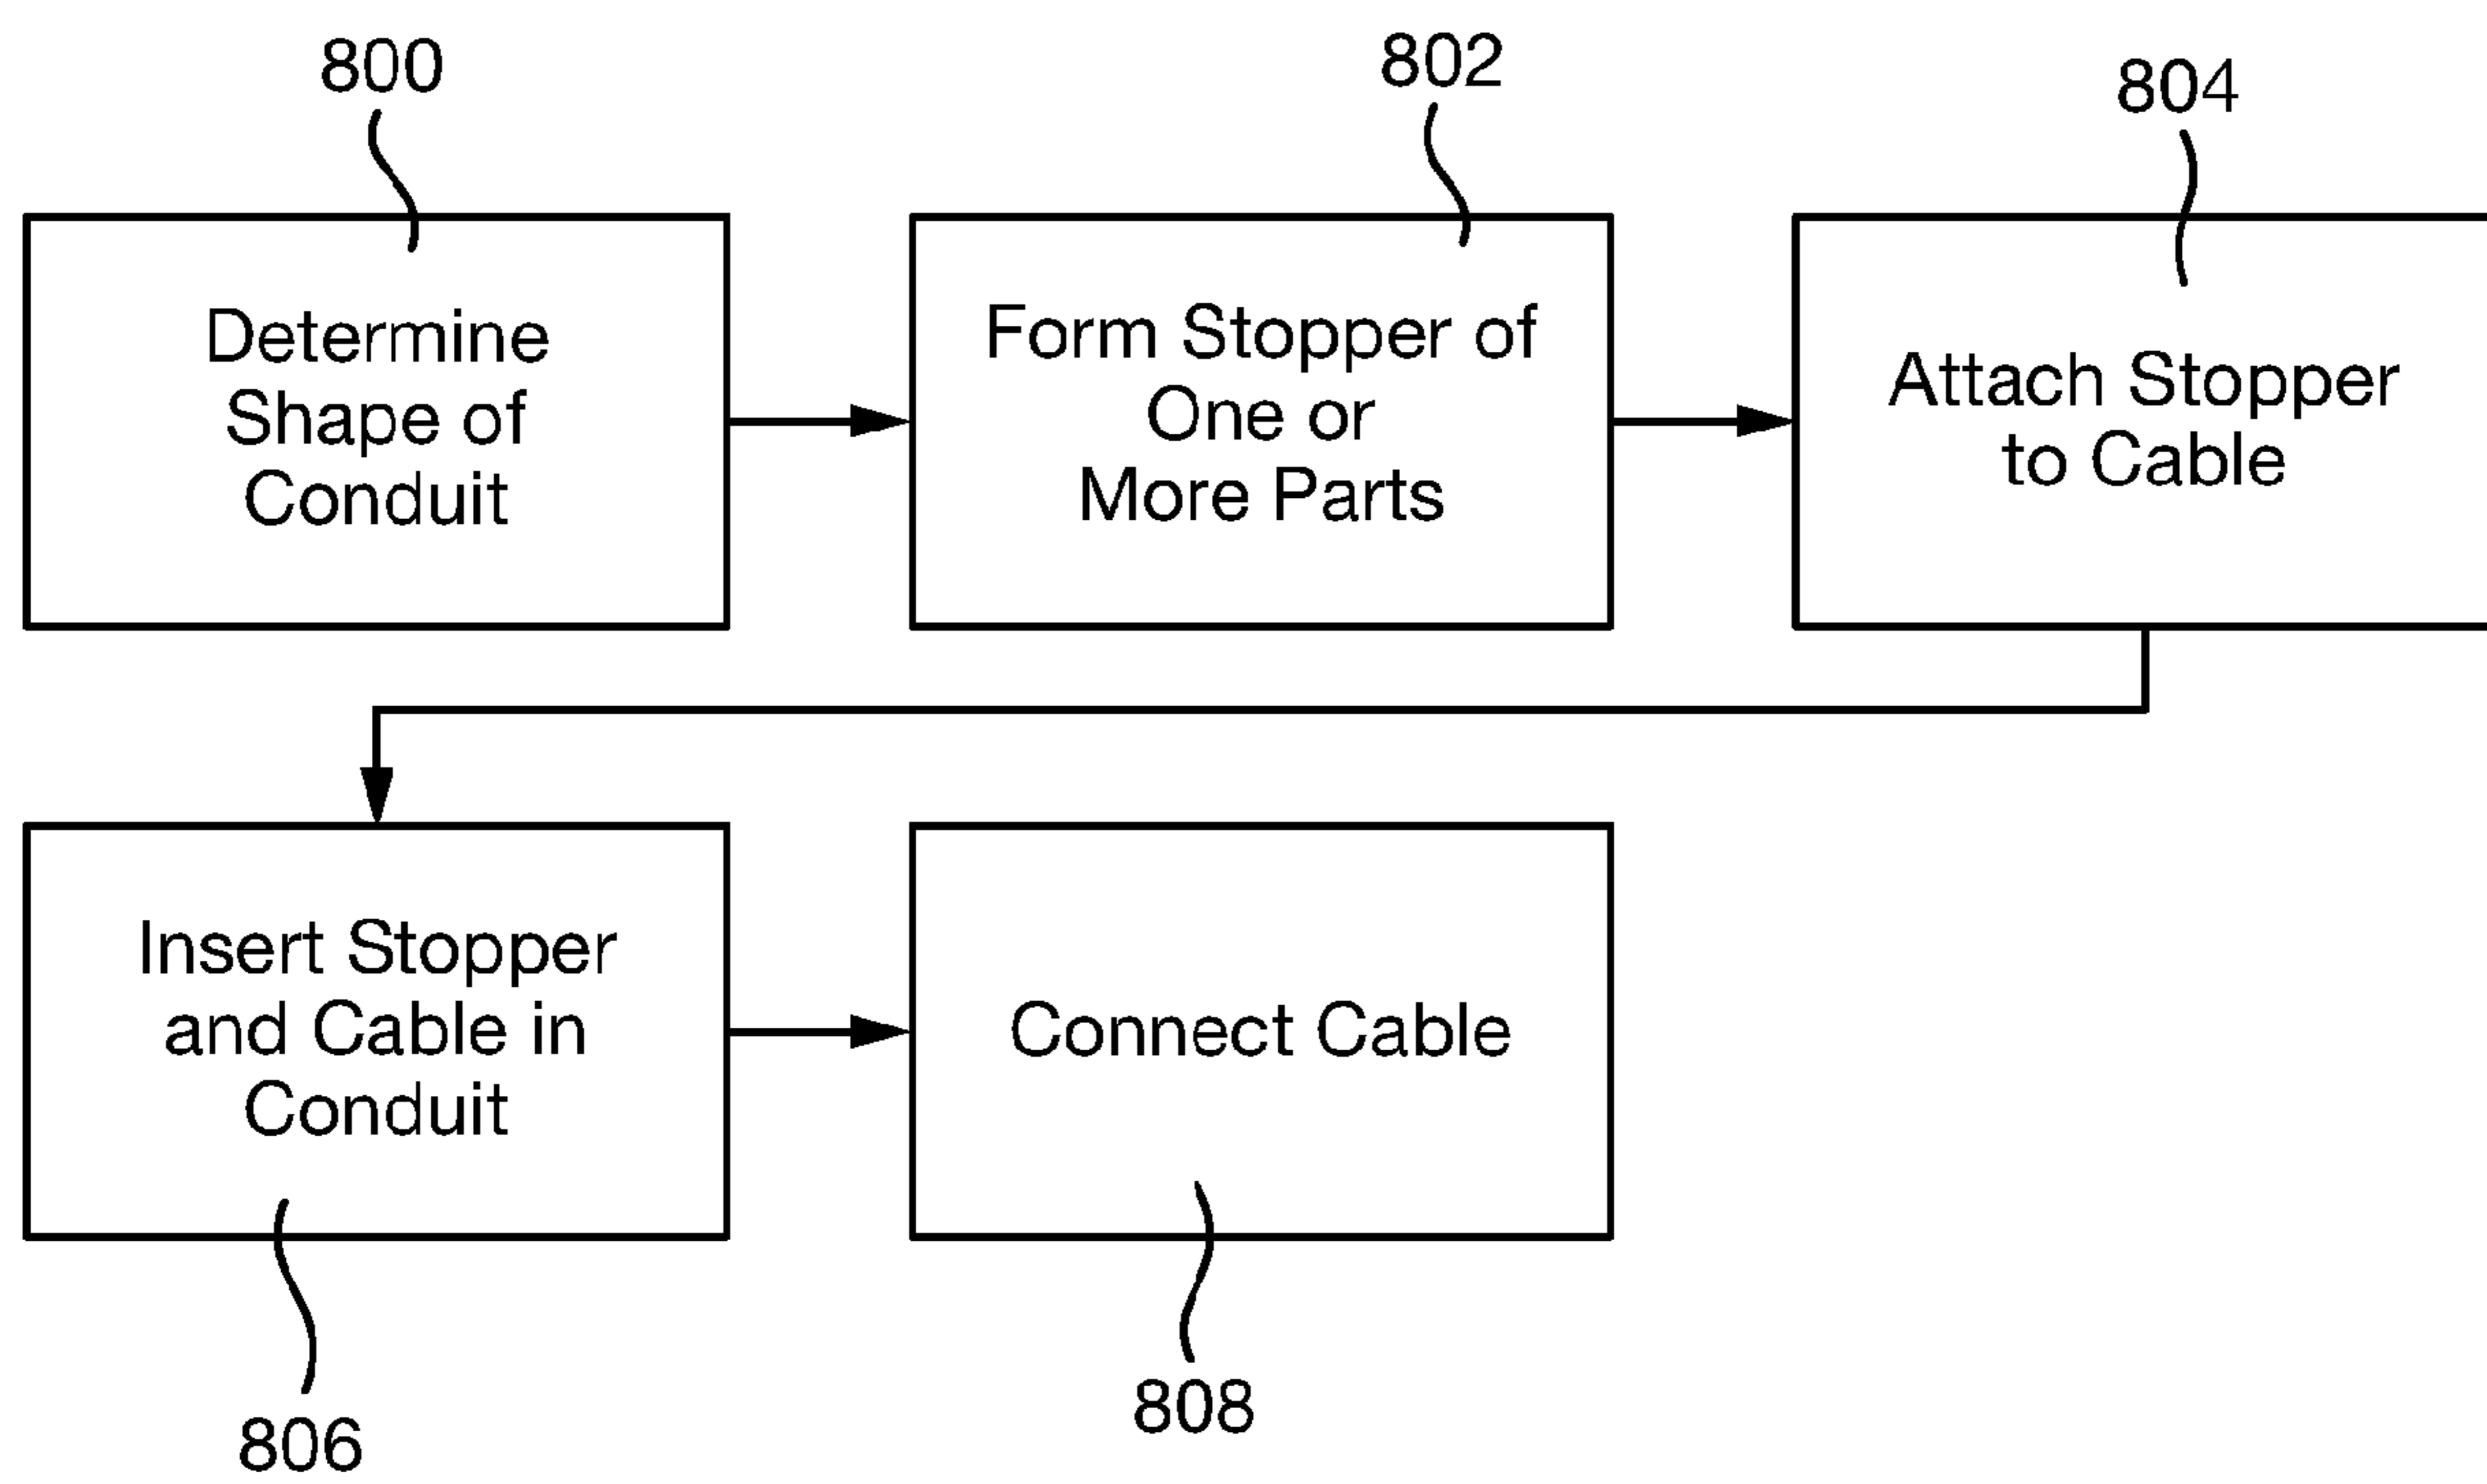 800
802
804
Determine
Shape of
Conduit
Form Stopper of
One or
More Parts
Attach Stopper
to Cable
Insert Stopper
and Cable in
Conduit
Connect Cable
806
808